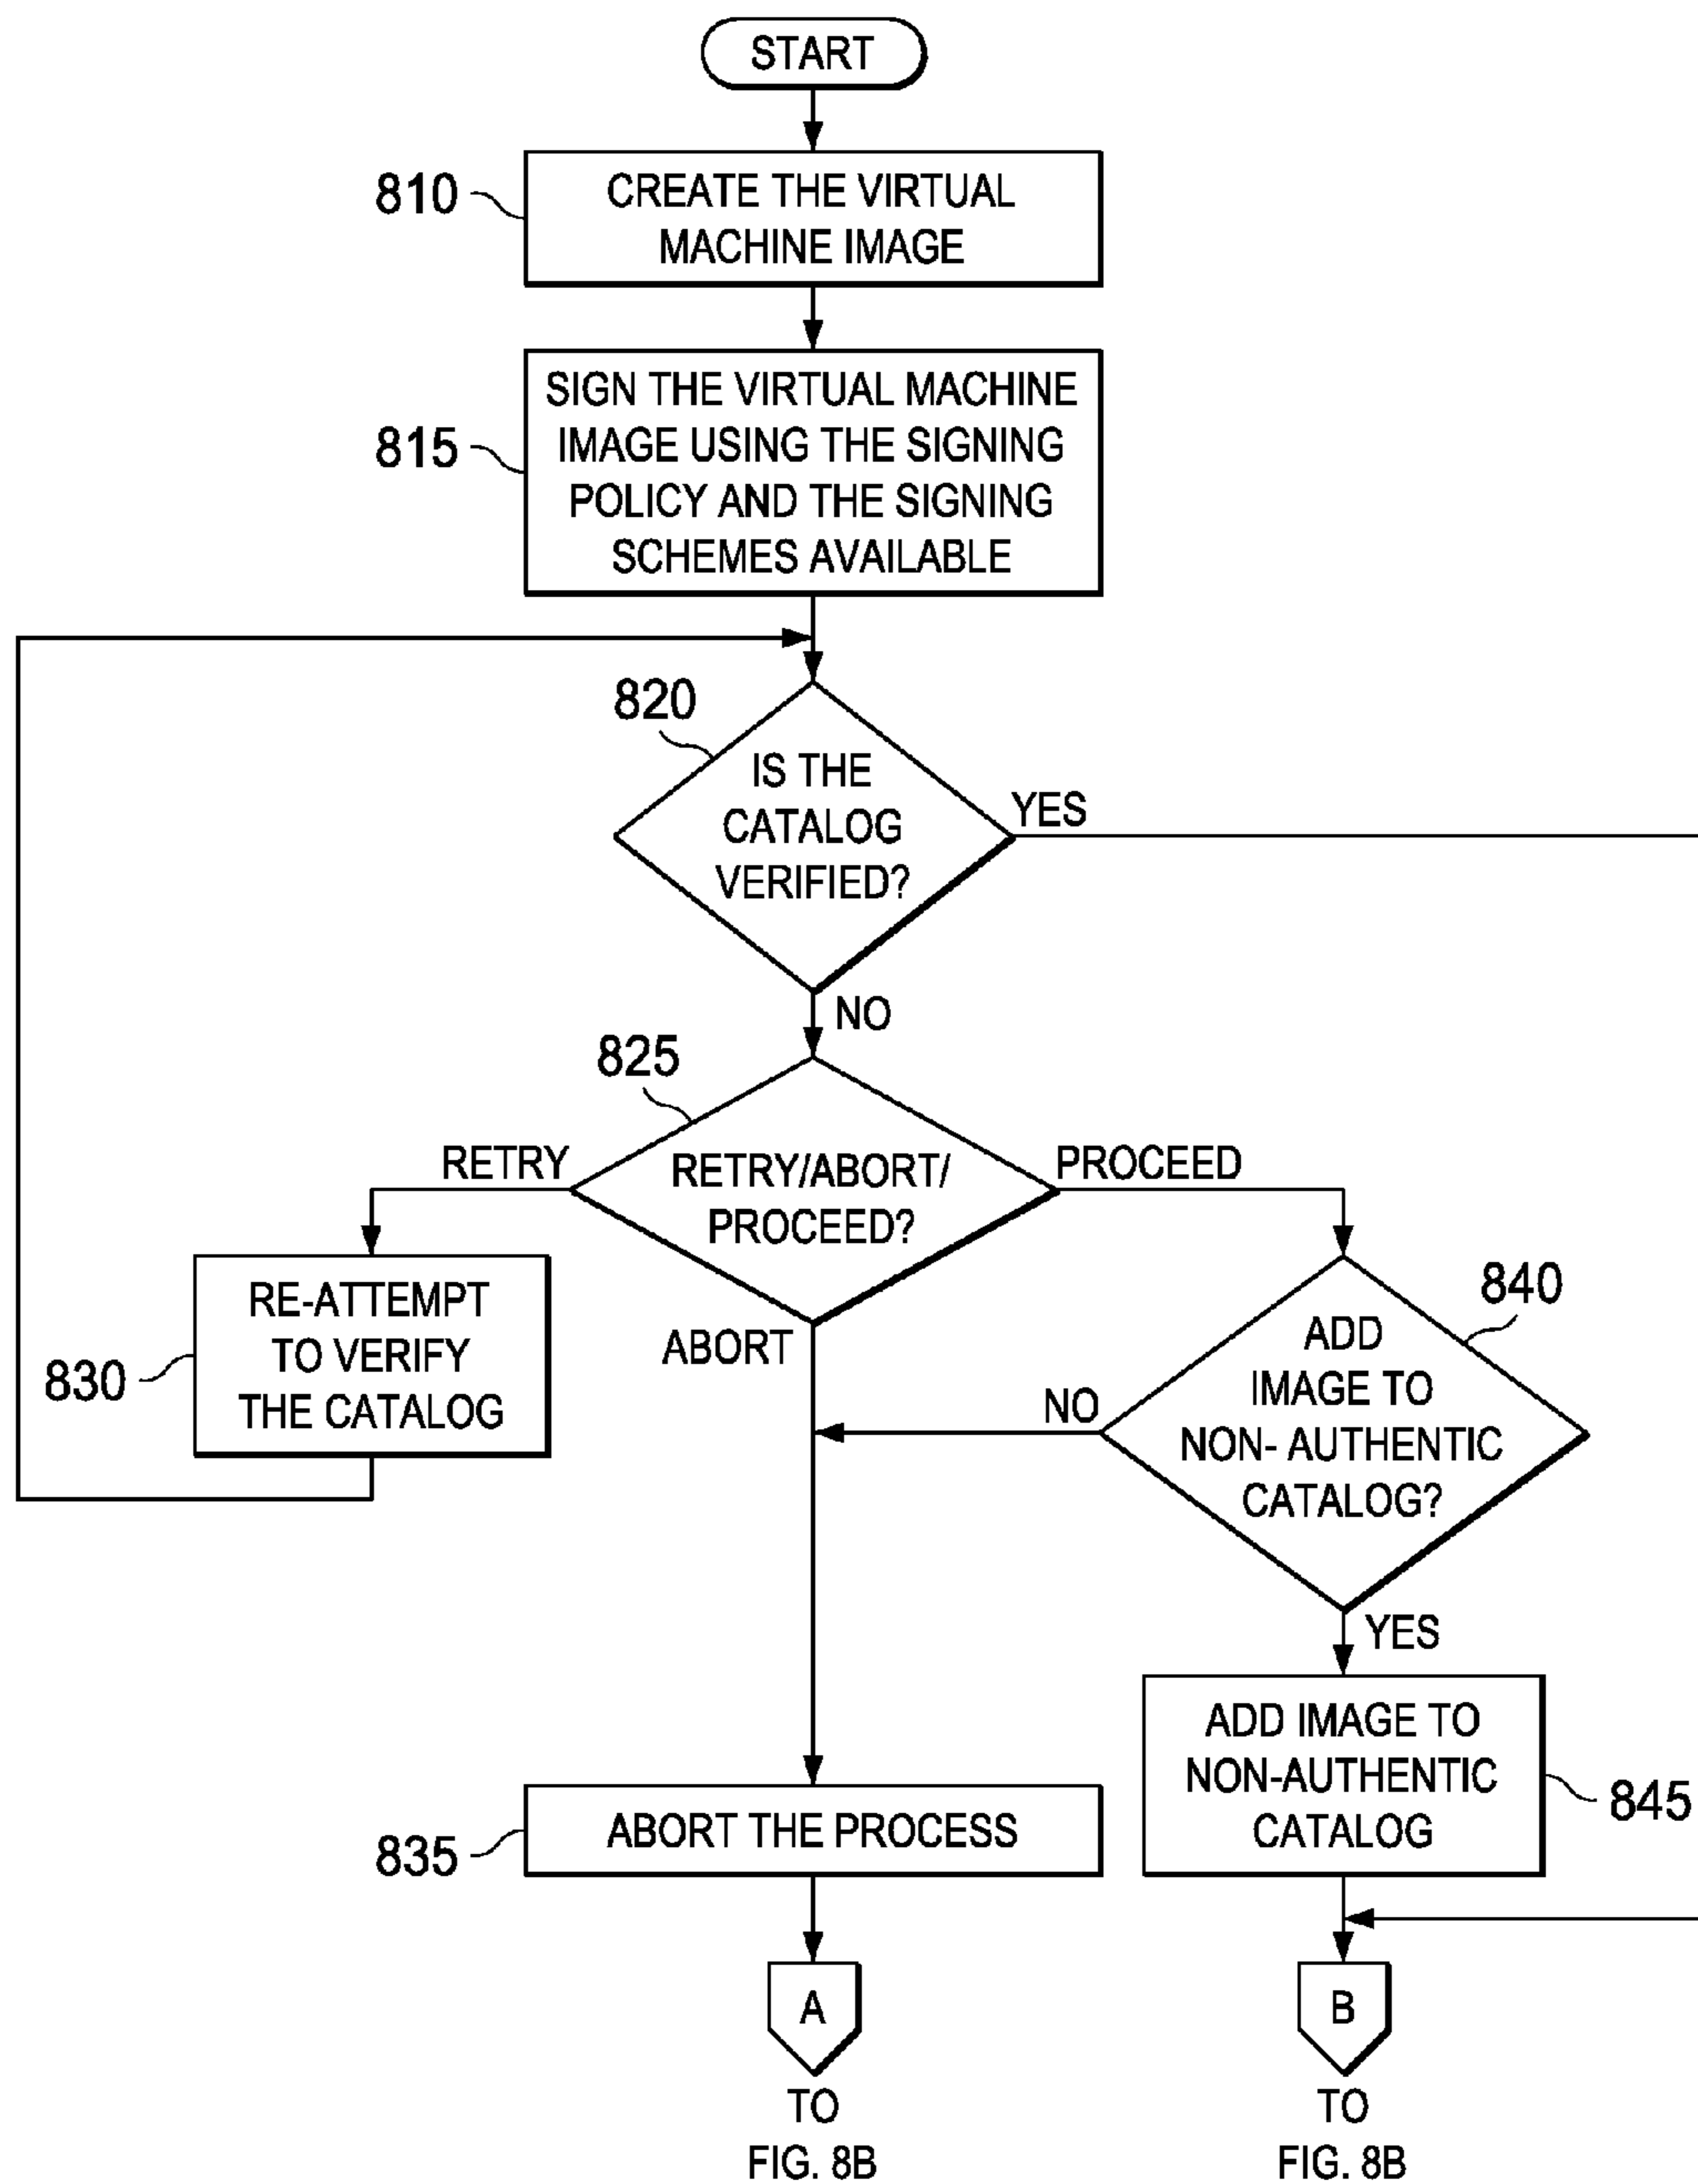 START
810
CREATE THE VIRTUAL
MACHINE IMAGE
815
SIGN THE VIRTUAL MACHINE
IMAGE USING THE SIGNING
POLICY AND THE SIGNING
SCHEMES AVAILABLE
820
IS THE
CATALOG
VERIFIED?
YES
NO
825
RETRY
RETRY/ABORT/
PROCEED?
PROCEED
ABORT
830
RE-ATTEMPT
TO VERIFY
THE CATALOG
840
ADD
IMAGE TO
NON- AUTHENTIC
CATALOG?
NO
YES
835
ABORT THE PROCESS
ADD IMAGE TO
NON-AUTHENTIC
CATALOG
845
A
TO
FIG. 8B
B
TO
FIG. 8B